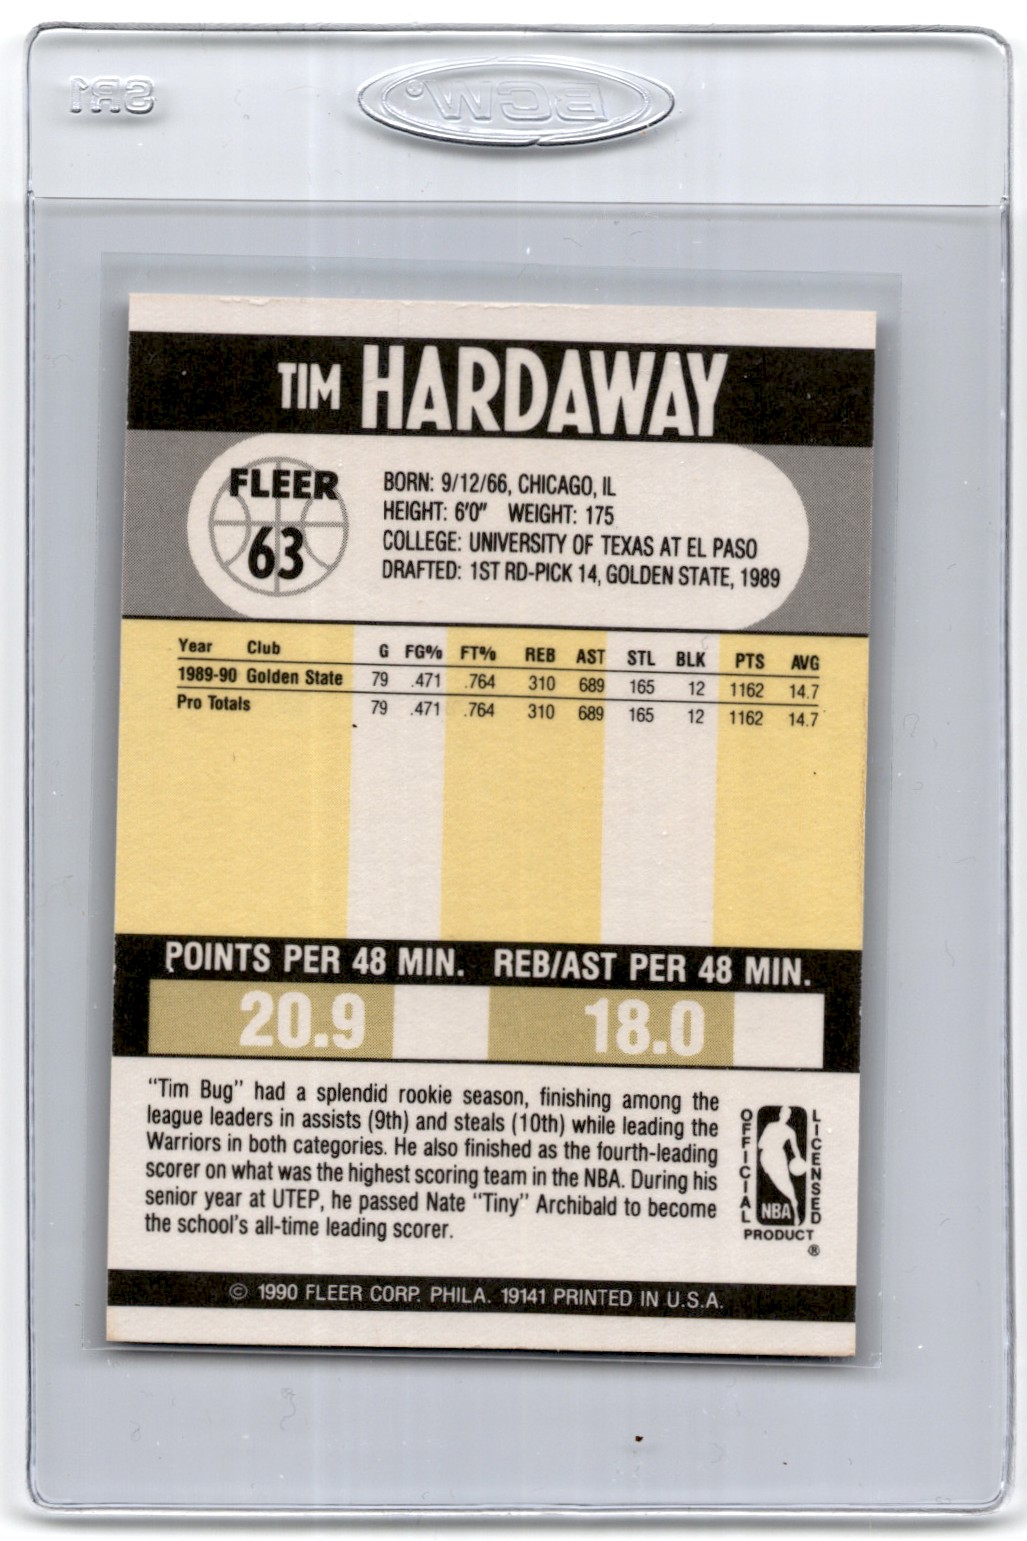 SR1
BCW®
TIM HARDAWAY
FLEER
63
BORN: 9/12/66, CHICAGO, IL
HEIGHT: 6'0" WEIGHT: 175
COLLEGE: UNIVERSITY OF TEXAS AT EL PASO
DRAFTED: 1ST RD-PICK 14, GOLDEN STATE, 1989
Year Club G FG% FT% REB AST STL BLK PTS AVG
1989-90 Golden State 79 .471 .764 310 689 165 12 1162 14.7
Pro Totals 79 .471 .764 310 689 165 12 1162 14.7
POINTS PER 48 MIN. REB/AST PER 48 MIN.
20.9 18.0
"Tim Bug" had a splendid rookie season, finishing among the
league leaders in assists (9th) and steals (10th) while leading the
Warriors in both categories. He also finished as the fourth-leading
scorer on what was the highest scoring team in the NBA. During his
senior year at UTEP, he passed Nate "Tiny" Archibald to become
the school's all-time leading scorer.
OFFICIAL
NBA
LICENSED
PRODUCT
®
© 1990 FLEER CORP. PHILA. 19141 PRINTED IN U.S.A.